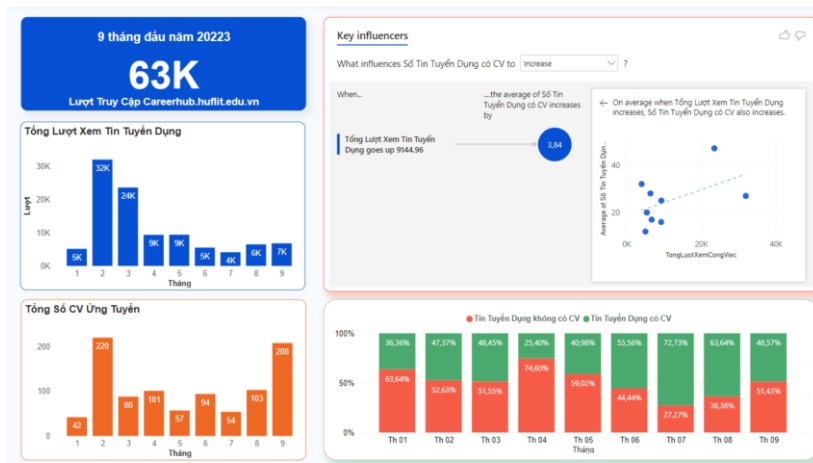 9 tháng đầu năm 20223
63K
Lượt Truy Cập Careerhub.huflit.edu.vn
Key influencers
What influences Số Tin Tuyển Dụng có CV to Increase ?
When...
....the average of Số Tin
Tuyển Dụng có CV increases
by
Tổng Lượt Xem Tin Tuyển
Dụng goes up 9144.96
3,84
On average when Tổng Lượt Xem Tin Tuyển Dụng
increases, Số Tin Tuyển Dụng có CV also increases.
Average of Số Tin Tuyển Dụn...
40
20
0K 20K 40K
TongLuotXemCongViec
Tổng Lượt Xem Tin Tuyển Dụng
Lượt
30K
20K
10K
0K
5K 32K 24K 9K 9K 5K 4K 6K 7K
1 2 3 4 5 6 7 8 9
Tháng
Tổng Số CV Ứng Tuyển
200
100
0
42 220 88 101 57 94 54 103 208
1 2 3 4 5 6 7 8 9
Tháng
Tin Tuyển Dụng không có CV Tin Tuyển Dụng có CV
100%
50%
0%
36,36% 47,37% 48,45% 25,40% 40,98% 55,56% 72,73% 63,64% 48,57%
63,64% 52,63% 51,55% 74,60% 59,02% 44,44% 27,27% 36,36% 51,43%
Th 01 Th 02 Th 03 Th 04 Th 05 Th 06 Th 07 Th 08 Th 09
Tháng